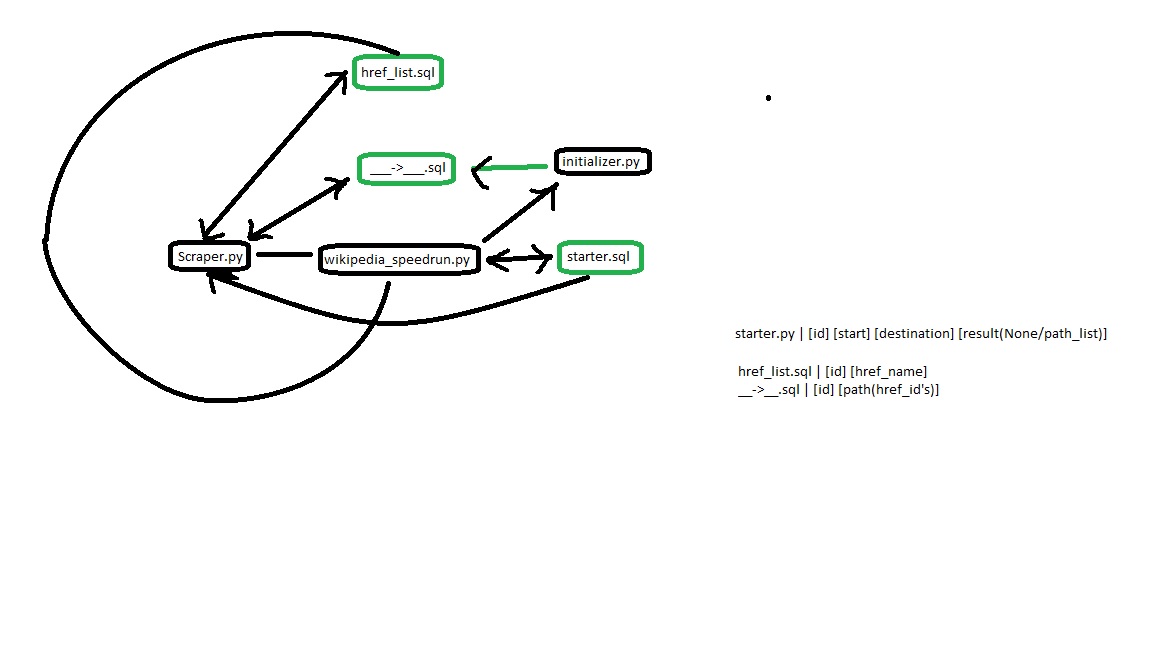 href_list.sql
___->___.sql
initializer.py
Scraper.py
wikipedia_speedrun.py
starter.sql
starter.py | [id] [start] [destination] [result(None/path_list)]
href_list.sql | [id] [href_name]
__->__.sql | [id] [path(href_id's)]